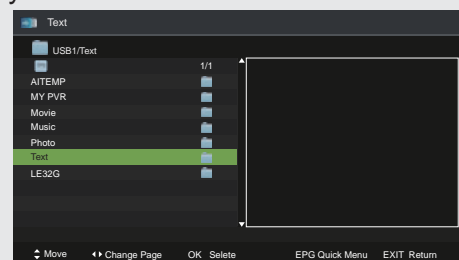 Text
USB1/Text
1/1
AITEMP
MY PVR
Movie
Music
Photo
Text
LE32G
Move Change Page OK Selete EPG Quick Menu EXIT Return